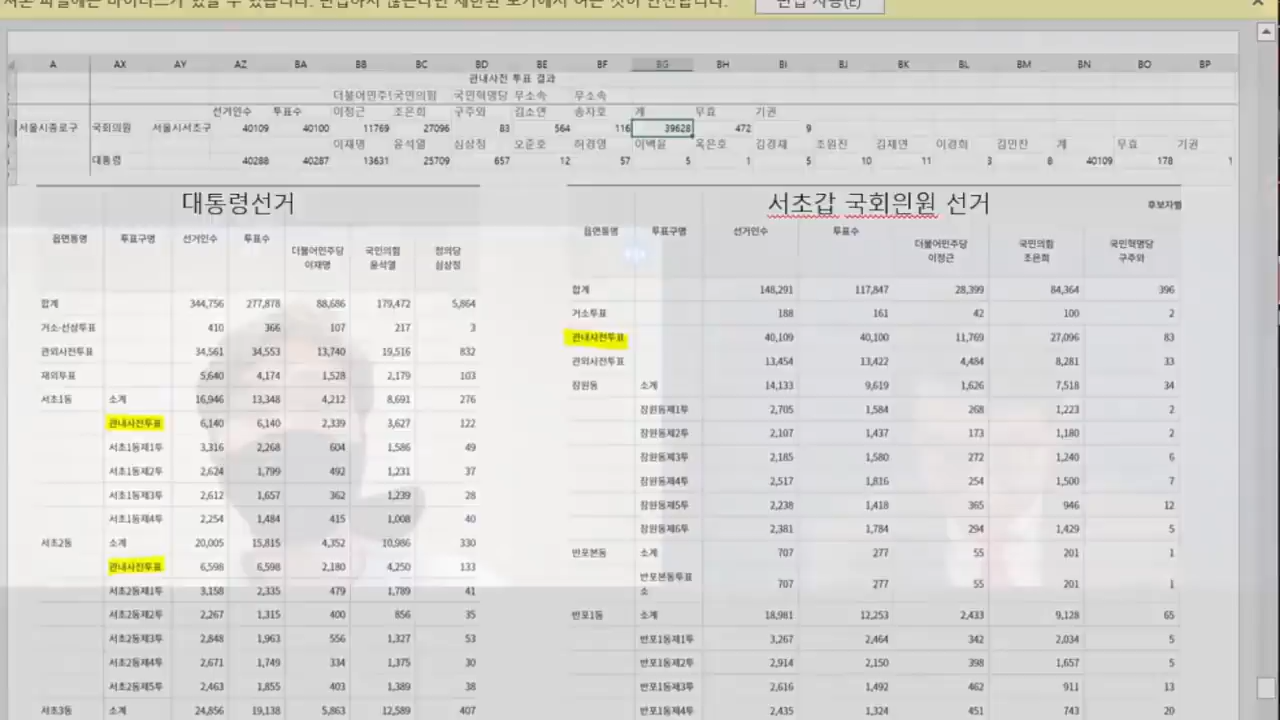 서울시종로구 국회의원 서울시서초구 40109 40100 11769 27096 83 564 116 39628 472 9
A AX AY AZ BA BB BC BD BE BF BG BH BI BJ BK BL BM BN BO BP
관내사전 투표 결과
더불어민주 국민의힘 국민혁명당 무소속 무소속
선거인수 투표수 이정근 조은희 구주와 김소연 송자호 계 무효 기권
이재명 윤석열 심상정 오준호 허경영 이백윤 옥은호 김경재 조원진 김재연 이경희 김민찬 계 무효 기권
대통령 40288 40287 13631 25709 657 12 57 5 1 5 10 11 3 8 40109 178 1
대통령선거
읍면동명 투표구명 선거인수 투표수 더불어민주당 이재명 국민의힘 윤석열 정의당 심상정
합계 344,756 277,878 88,686 179,472 5,864
거소·선상투표 410 366 107 217 3
관외사전투표 34,561 34,553 13,740 19,516 832
재외투표 5,640 4,174 1,528 2,179 103
서초1동 소계 16,946 13,348 4,212 8,691 276
관내사전투표 6,140 6,140 2,339 3,627 122
서초1동제1투 3,316 2,268 604 1,586 49
서초1동제2투 2,624 1,799 492 1,231 37
서초1동제3투 2,612 1,657 362 1,239 28
서초1동제4투 2,254 1,484 415 1,008 40
서초2동 소계 20,005 15,815 4,352 10,986 330
관내사전투표 6,598 6,598 2,180 4,250 133
서초2동제1투 3,158 2,335 479 1,789 41
서초2동제2투 2,267 1,315 400 856 35
서초2동제3투 2,848 1,963 556 1,327 53
서초2동제4투 2,671 1,749 334 1,375 30
서초2동제5투 2,463 1,855 403 1,389 38
서초3동 소계 24,856 19,138 5,863 12,589 407
서초갑 국회의원 선거
후보자별
읍면동명 투표구명 선거인수 투표수 더불어민주당 이정근 국민의힘 조은희 국민혁명당 구주와
합계 148,291 117,847 28,399 84,364 396
거소투표 188 161 42 100 2
관내사전투표 40,109 40,100 11,769 27,096 83
관외사전투표 13,454 13,422 4,484 8,281 33
잠원동 소계 14,133 9,619 1,626 7,518 34
잠원동제1투 2,705 1,584 268 1,223 2
잠원동제2투 2,107 1,437 173 1,180 2
잠원동제3투 2,185 1,580 272 1,240 6
잠원동제4투 2,517 1,816 254 1,500 7
잠원동제5투 2,238 1,418 365 946 12
잠원동제6투 2,381 1,784 294 1,429 5
반포본동 소계 707 277 55 201 1
반포본동투표소 707 277 55 201 1
반포1동 소계 18,981 12,253 2,433 9,128 65
반포1동제1투 3,267 2,464 342 2,034 5
반포1동제2투 2,914 2,150 398 1,657 5
반포1동제3투 2,616 1,492 462 911 13
반포1동제4투 2,435 1,324 451 743 20